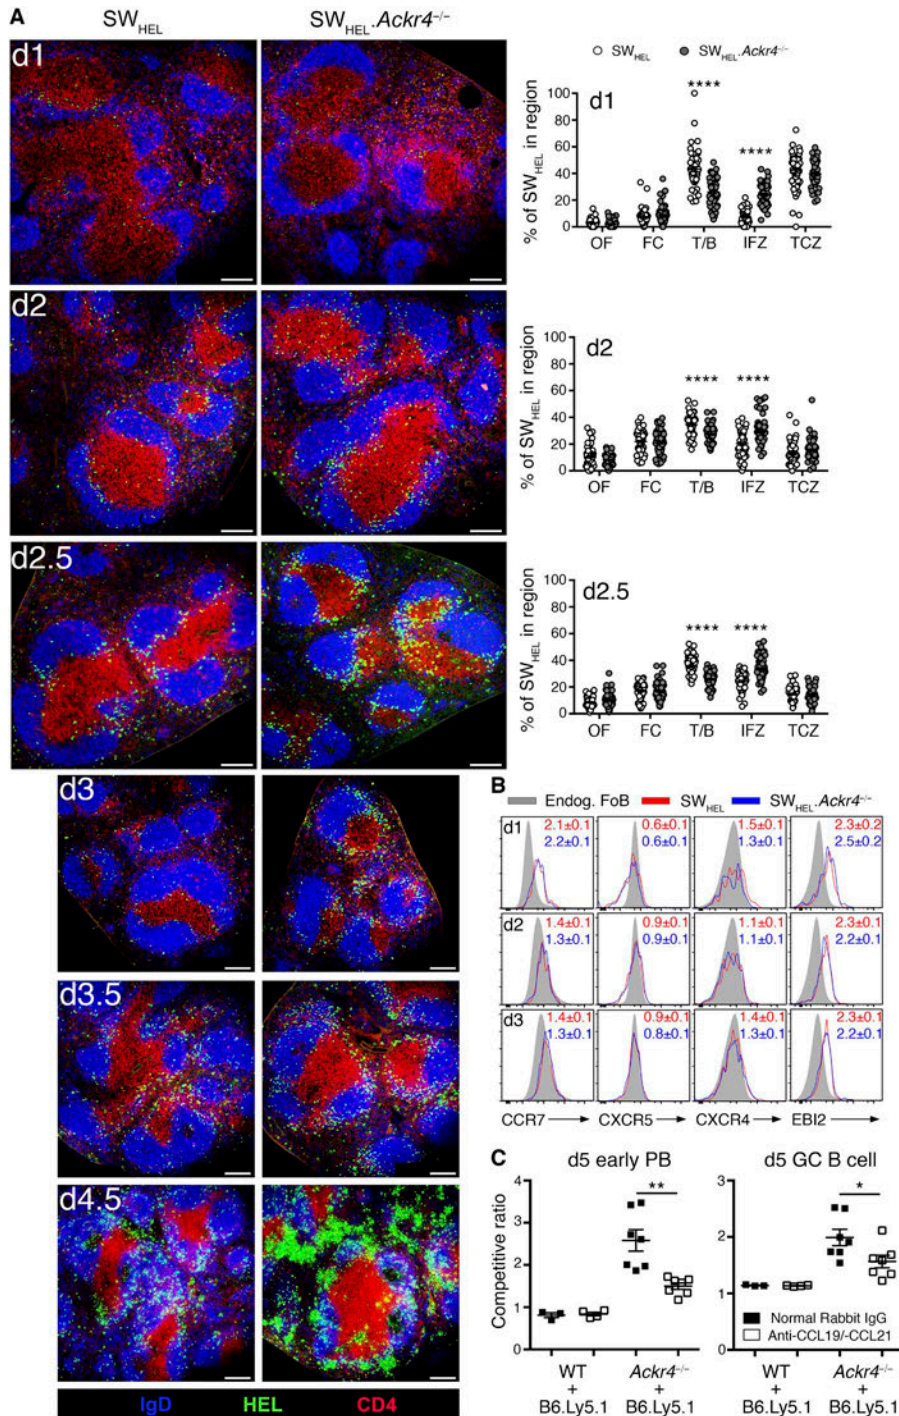 A
SW_HEL
SW_HEL.Ackr4⁻/⁻
d1
d2
d2.5
d3
d3.5
d4.5
IgD HEL CD4
○ SW_HEL ● SW_HEL.Ackr4⁻/⁻
d1
****
****
% of SW_HEL in region
100
80
60
40
20
0
OF FC T/B IFZ TCZ
d2
**** ****
% of SW_HEL in region
100
80
60
40
20
0
OF FC T/B IFZ TCZ
d2.5
**** ****
% of SW_HEL in region
100
80
60
40
20
0
OF FC T/B IFZ TCZ
B
Endog. FoB SW_HEL SW_HEL.Ackr4⁻/⁻
d1 2.1±0.1 0.6±0.1 1.5±0.1 2.3±0.2
2.2±0.1 0.6±0.1 1.3±0.1 2.5±0.2
d2 1.4±0.1 0.9±0.1 1.1±0.1 2.3±0.1
1.3±0.1 0.9±0.1 1.1±0.1 2.2±0.1
d3 1.4±0.1 0.9±0.1 1.4±0.1 2.3±0.1
1.3±0.1 0.8±0.1 1.3±0.1 2.2±0.1
CCR7 CXCR5 CXCR4 EBI2
C
d5 early PB d5 GC B cell
Competitive ratio
4
3
2
1
0
**
WT
+
B6.Ly5.1
Ackr4⁻/⁻
+
B6.Ly5.1
3
2
1
0
*
■ Normal Rabbit IgG
□ Anti-CCL19/-CCL21
WT
+
B6.Ly5.1
Ackr4⁻/⁻
+
B6.Ly5.1